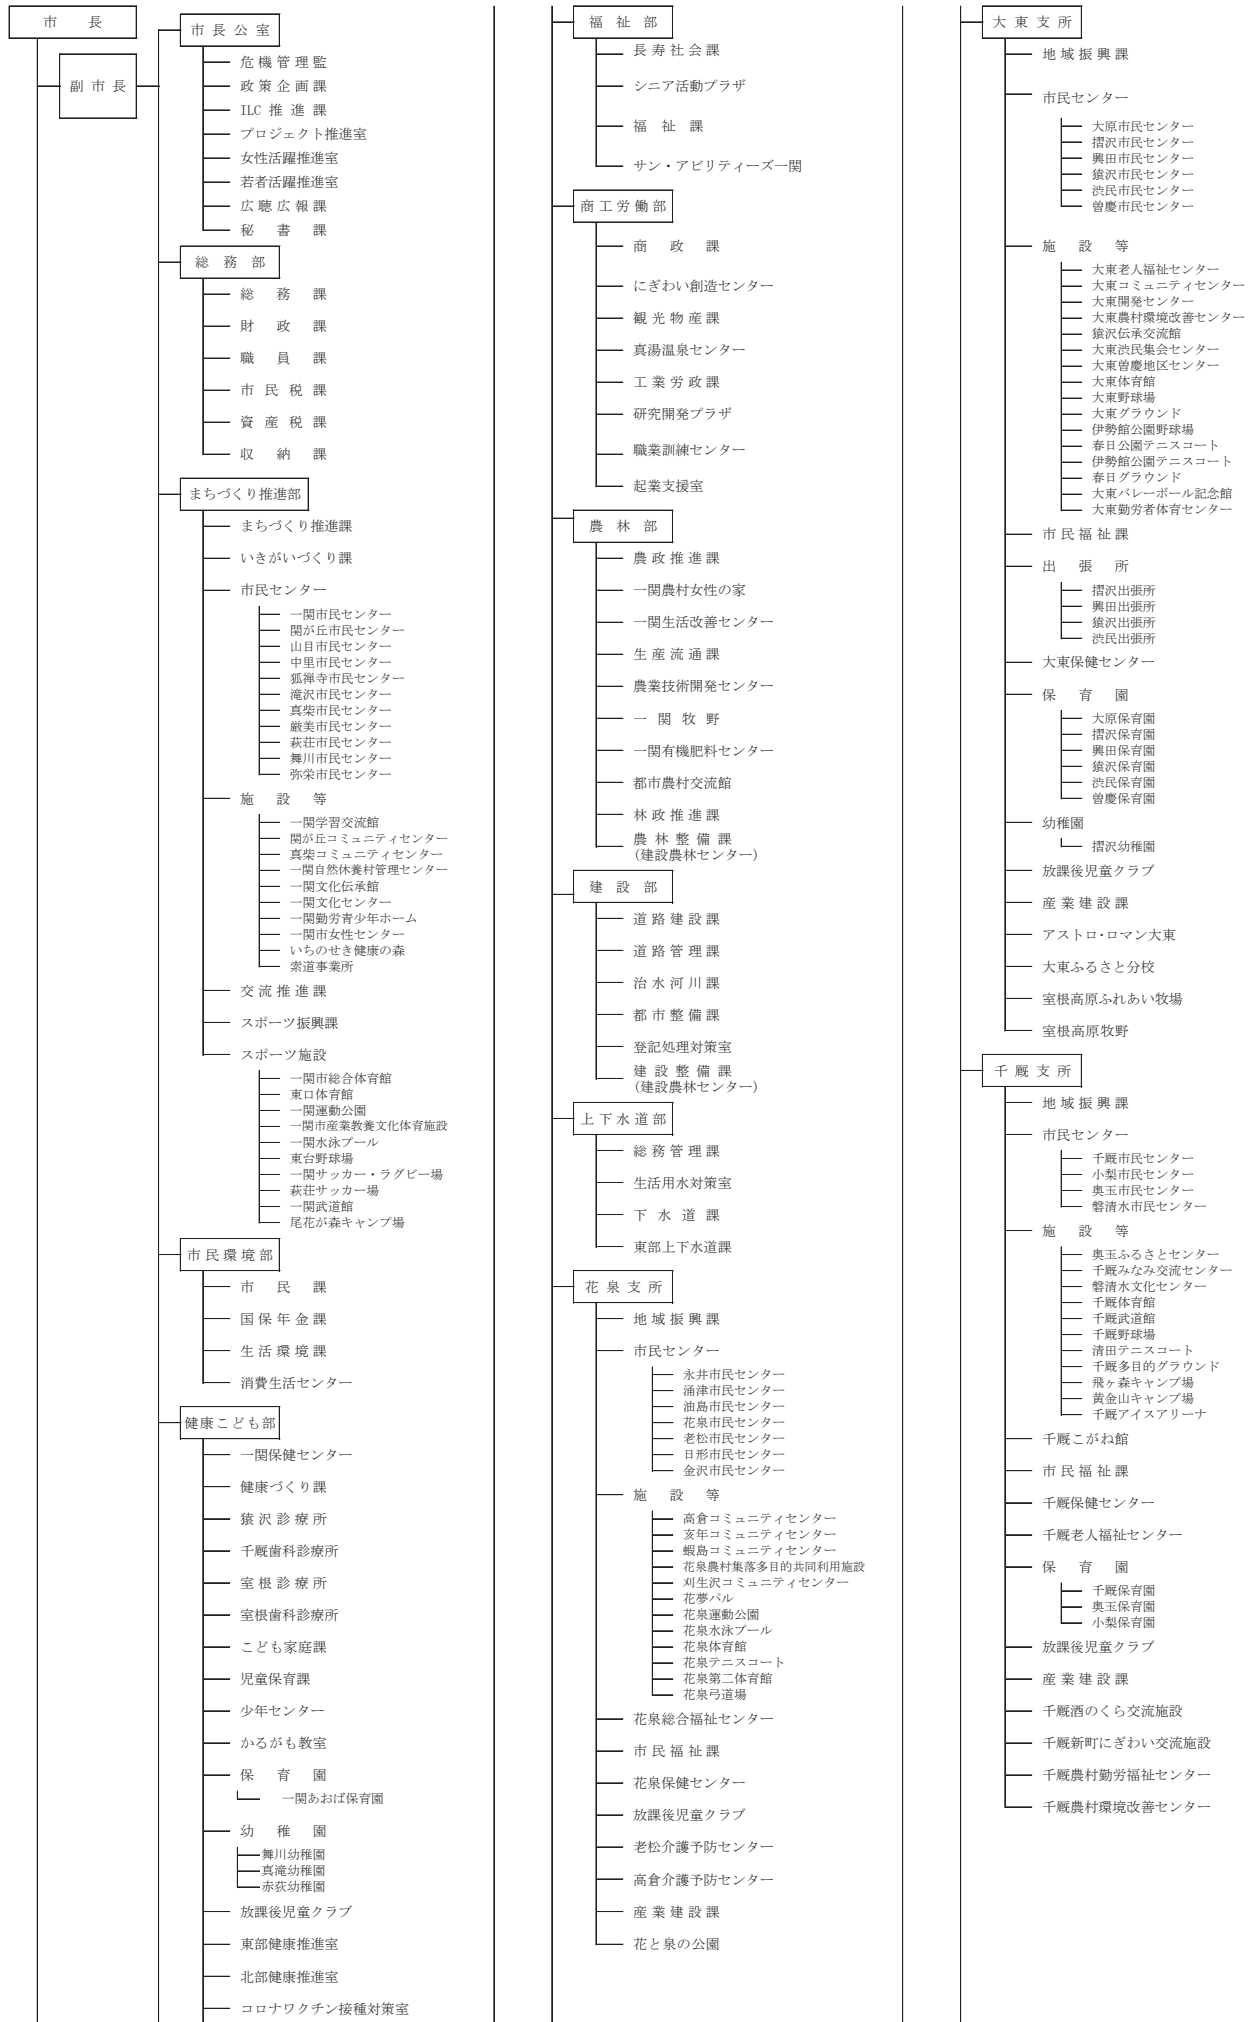 市長
副市長
市長公室
危機管理監
政策企画課
ILC 推進課
プロジェクト推進室
女性活躍推進室
若者活躍推進室
広聴広報課
秘書課
総務部
総務課
財政課
職員課
市民税課
資産税課
収納課
まちづくり推進部
まちづくり推進課
いきがいづくり課
市民センター
一関市民センター
関が丘市民センター
山目市民センター
中里市民センター
狐禅寺市民センター
滝沢市民センター
真柴市民センター
厳美市民センター
萩荘市民センター
舞川市民センター
弥栄市民センター
施設等
一関学習交流館
関が丘コミュニティセンター
真柴コミュニティセンター
一関自然休養村管理センター
一関文化伝承館
一関文化センター
一関勤労青少年ホーム
一関市女性センター
いちのせき健康の森
索道事業所
交流推進課
スポーツ振興課
スポーツ施設
一関市総合体育館
東口体育館
一関運動公園
一関市産業教養文化体育施設
一関水泳プール
東台野球場
一関サッカー・ラグビー場
萩荘サッカー場
一関武道館
尾花が森キャンプ場
市民環境部
市民課
国保年金課
生活環境課
消費生活センター
健康こども部
一関保健センター
健康づくり課
猿沢診療所
千厩歯科診療所
室根診療所
室根歯科診療所
こども家庭課
児童保育課
少年センター
かるがも教室
保育園
一関あおば保育園
幼稚園
舞川幼稚園
真滝幼稚園
赤荻幼稚園
放課後児童クラブ
東部健康推進室
北部健康推進室
コロナワクチン接種対策室
福祉部
長寿社会課
シニア活動プラザ
福祉課
サン・アビリティーズ一関
商工労働部
商政課
にぎわい創造センター
観光物産課
真湯温泉センター
工業労政課
研究開発プラザ
職業訓練センター
起業支援室
農林部
農政推進課
一関農村女性の家
一関生活改善センター
生産流通課
農業技術開発センター
一関牧野
一関有機肥料センター
都市農村交流館
林政推進課
農林整備課
(建設農林センター)
建設部
道路建設課
道路管理課
治水河川課
都市整備課
登記処理対策室
建設整備課
(建設農林センター)
上下水道部
総務管理課
生活用水対策室
下水道課
東部上下水道課
花泉支所
地域振興課
市民センター
永井市民センター
涌津市民センター
油島市民センター
花泉市民センター
老松市民センター
日形市民センター
金沢市民センター
施設等
高倉コミュニティセンター
亥年コミュニティセンター
蝦島コミュニティセンター
花泉農村集落多目的共同利用施設
刈生沢コミュニティセンター
花夢パル
花泉運動公園
花泉水泳プール
花泉体育館
花泉テニスコート
花泉第二体育館
花泉弓道場
花泉総合福祉センター
市民福祉課
花泉保健センター
放課後児童クラブ
老松介護予防センター
高倉介護予防センター
産業建設課
花と泉の公園
大東支所
地域振興課
市民センター
大原市民センター
摺沢市民センター
興田市民センター
猿沢市民センター
渋民市民センター
曽慶市民センター
施設等
大東老人福祉センター
大東コミュニティセンター
大東開発センター
大東農村環境改善センター
猿沢伝承交流館
大東渋民集会センター
大東曽慶地区センター
大東体育館
大東野球場
大東グラウンド
伊勢館公園野球場
春日公園テニスコート
伊勢館公園テニスコート
春日グラウンド
大東バレーボール記念館
大東勤労者体育センター
市民福祉課
出張所
摺沢出張所
興田出張所
猿沢出張所
渋民出張所
大東保健センター
保育園
大原保育園
摺沢保育園
興田保育園
猿沢保育園
渋民保育園
曽慶保育園
幼稚園
摺沢幼稚園
放課後児童クラブ
産業建設課
アストロ・ロマン大東
大東ふるさと分校
室根高原ふれあい牧場
室根高原牧野
千厩支所
地域振興課
市民センター
千厩市民センター
小梨市民センター
奥玉市民センター
磐清水市民センター
施設等
奥玉ふるさとセンター
千厩みなみ交流センター
磐清水文化センター
千厩体育館
千厩武道館
千厩野球場
清田テニスコート
千厩多目的グラウンド
飛ヶ森キャンプ場
黄金山キャンプ場
千厩アイスアリーナ
千厩こがね館
市民福祉課
千厩保健センター
千厩老人福祉センター
保育園
千厩保育園
奥玉保育園
小梨保育園
放課後児童クラブ
産業建設課
千厩酒のくら交流施設
千厩新町にぎわい交流施設
千厩農村勤労福祉センター
千厩農村環境改善センター